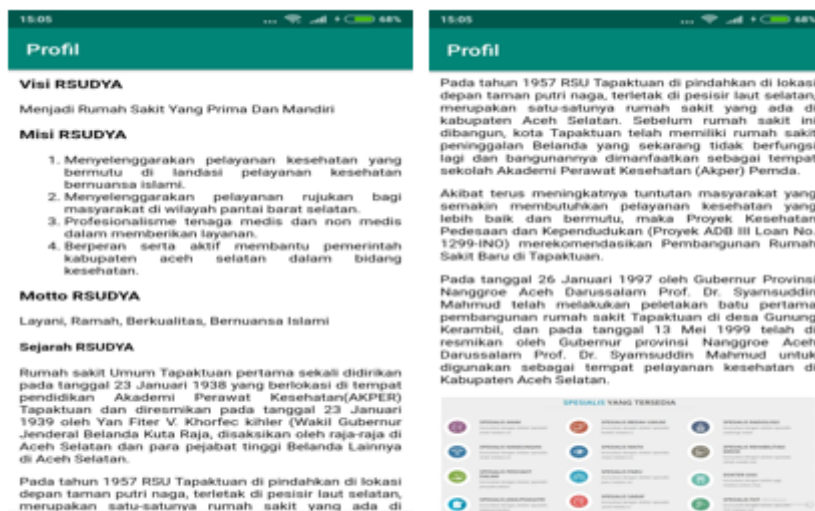 15:05
... 68%
Profil
Visi RSUDYA
Menjadi Rumah Sakit Yang Prima Dan Mandiri
Misi RSUDYA
1. Menyelenggarakan pelayanan kesehatan yang
bermutu di landasi pelayanan kesehatan
bernuansa islami.
2. Menyelenggarakan pelayanan rujukan bagi
masyarakat di wilayah pantai barat selatan.
3. Profesionalisme tenaga medis dan non medis
dalam memberikan layanan.
4. Berperan serta aktif membantu pemerintah
kabupaten aceh selatan dalam bidang
kesehatan.
Motto RSUDYA
Layani, Ramah, Berkualitas, Bernuansa Islami
Sejarah RSUDYA
Rumah sakit Umum Tapaktuan pertama sekali didirikan
pada tanggal 23 Januari 1938 yang berlokasi di tempat
pendidikan Akademi Perawat Kesehatan(AKPER)
Tapaktuan dan diresmikan pada tanggal 23 Januari
1939 oleh Yan Fiter V. Khorfec kihler (Wakil Gubernur
Jenderal Belanda Kuta Raja, disaksikan oleh raja-raja di
Aceh Selatan dan para pejabat tinggi Belanda Lainnya
di Aceh Selatan.
Pada tahun 1957 RSU Tapaktuan di pindahkan di lokasi
depan taman putri naga, terletak di pesisir laut selatan,
merupakan satu-satunya rumah sakit yang ada di
15:05
... 68%
Profil
Pada tahun 1957 RSU Tapaktuan di pindahkan di lokasi
depan taman putri naga, terletak di pesisir laut selatan,
merupakan satu-satunya rumah sakit yang ada di
kabupaten Aceh Selatan. Sebelum rumah sakit ini
dibangun, kota Tapaktuan telah memiliki rumah sakit
peninggalan Belanda yang sekarang tidak berfungsi
lagi dan bangunannya dimanfaatkan sebagai tempat
sekolah Akademi Perawat Kesehatan (Akper) Pemda.
Akibat terus meningkatnya tuntutan masyarakat yang
semakin membutuhkan pelayanan kesehatan yang
lebih baik dan bermutu, maka Proyek Kesehatan
Pedesaan dan Kependudukan (Proyek ADB III Loan No.
1299-INO) merekomendasikan Pembangunan Rumah
Sakit Baru di Tapaktuan.
Pada tanggal 26 Januari 1997 oleh Gubernur Provinsi
Nanggroe Aceh Darussalam Prof. Dr. Syamsuddin
Mahmud telah melakukan peletakan batu pertama
pembangunan rumah sakit Tapaktuan di desa Gunung
Kerambil, dan pada tanggal 13 Mei 1999 telah di
resmikan oleh Gubernur provinsi Nanggroe Aceh
Darussalam Prof. Dr. Syamsuddin Mahmud untuk
digunakan sebagai tempat pelayanan kesehatan di
Kabupaten Aceh Selatan.
SPESIALIS YANG TERSEDIA